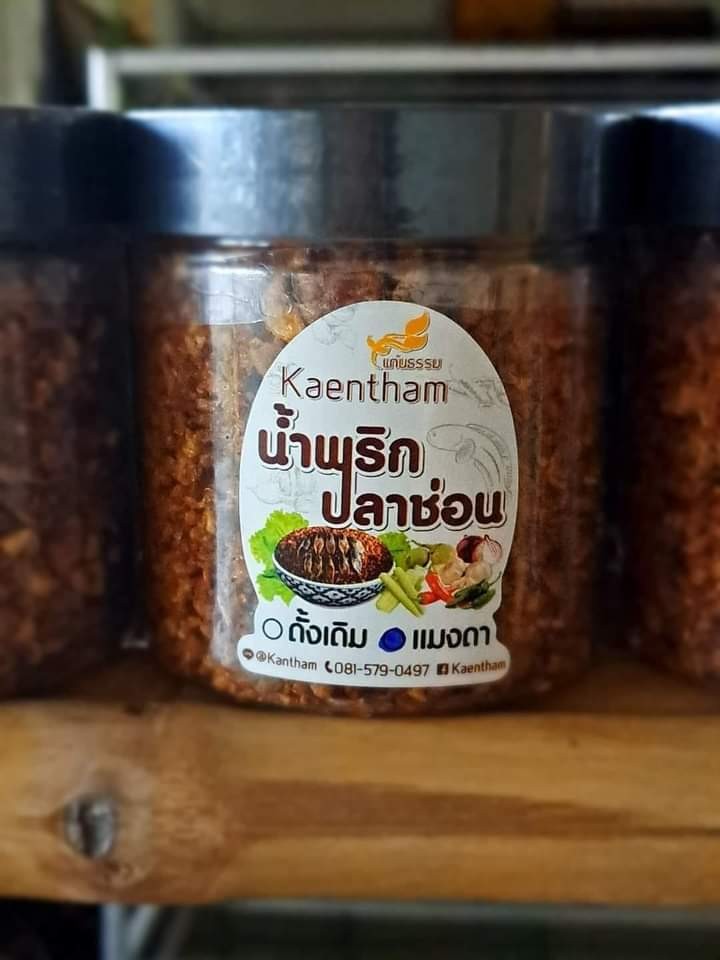 แก่นธรรม
Kaentham
น้ำพริก
ปลาช่อน
ดั้งเดิม แมงดา
@Kantham 081-579-0497 Kaentham